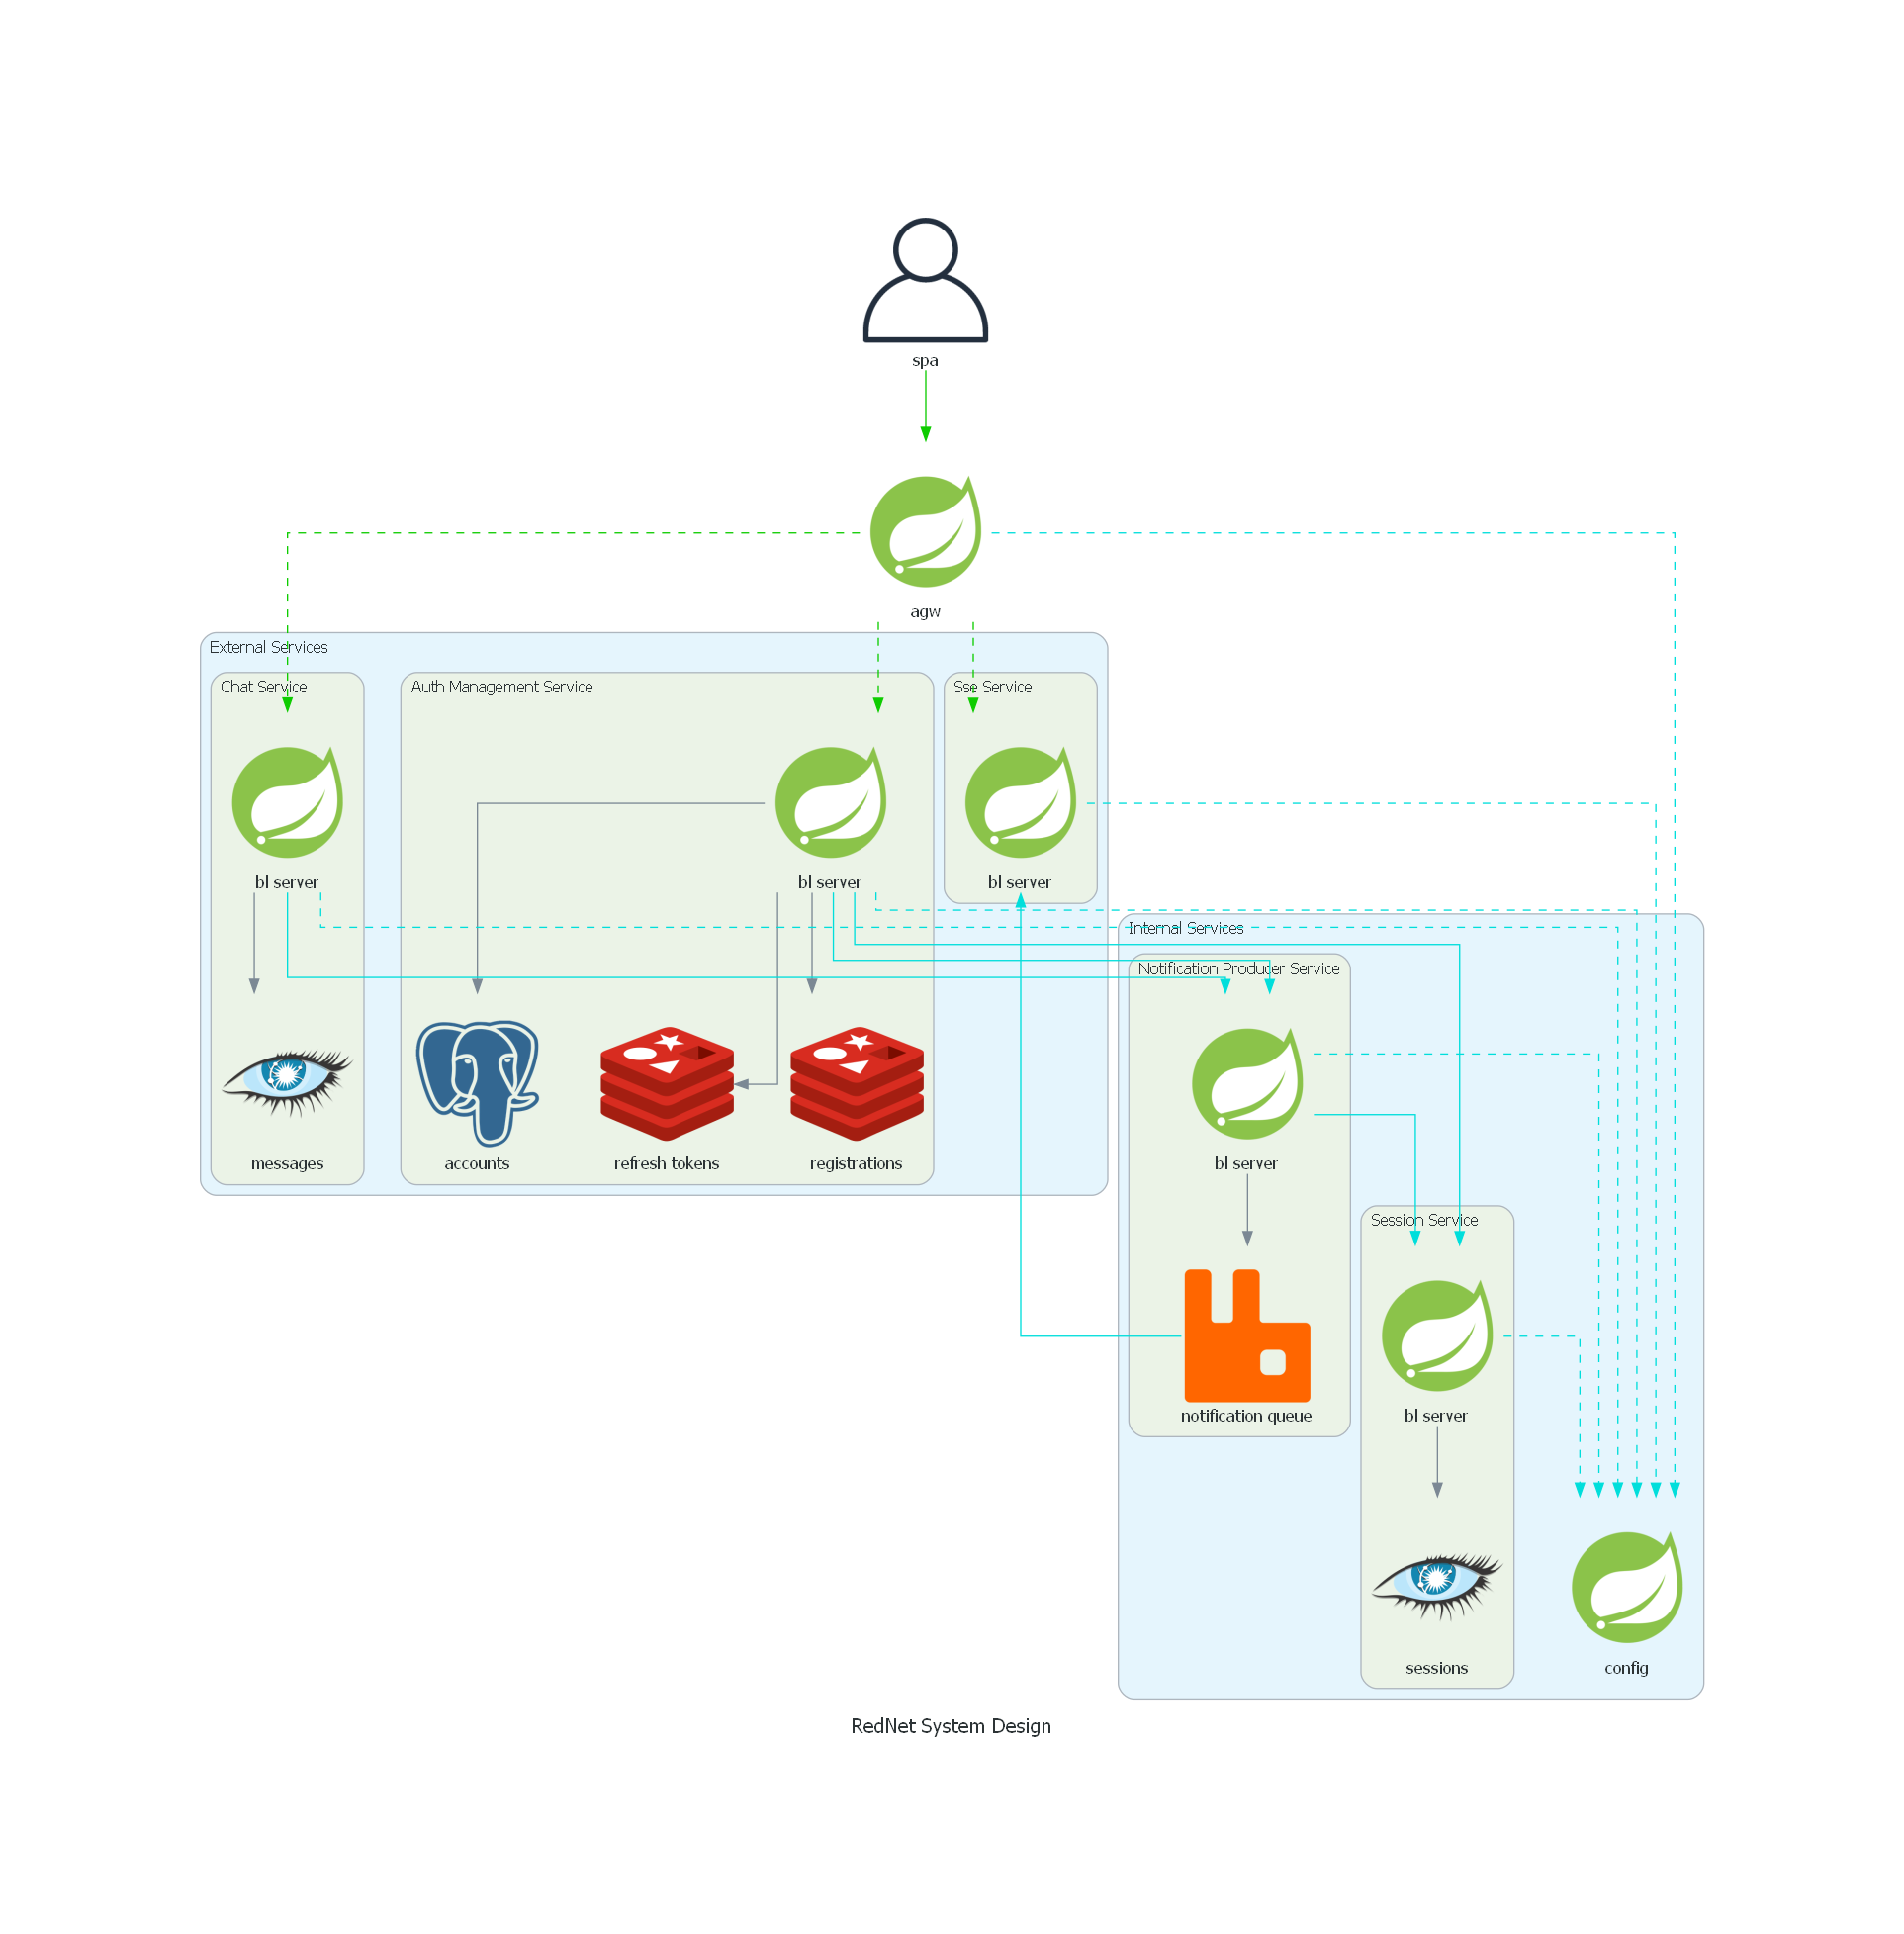 spa
agw
External Services
Chat Service
Auth Management Service
Sse Service
bl server
bl server
bl server
Internal Services
Notification Producer Service
messages
accounts
refresh tokens
registrations
bl server
Session Service
notification queue
bl server
sessions
config
RedNet System Design